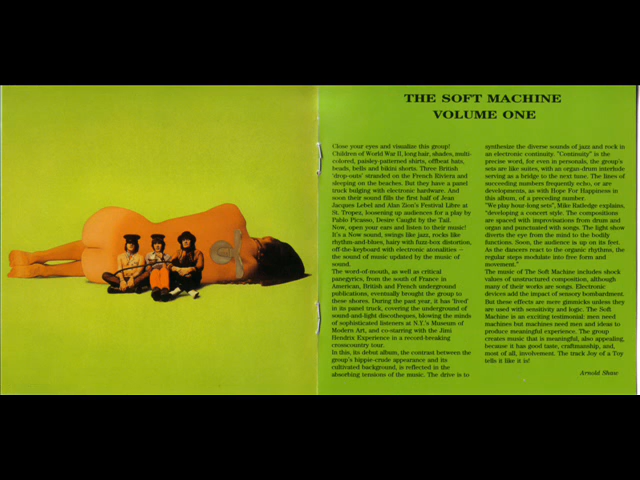 THE SOFT MACHINE
VOLUME ONE
Close your eyes and visualize this group!
Children of World War II, long hair, shades, multi-
colored, paisley-patterned shirts, offbeat hats,
beads, bells and bikini shorts. Three British
'drop-outs' stranded on the French Riviera and
sleeping on the beaches. But they have a panel
truck bulging with electronic hardware. And
soon their sound fills the first half of Jean
Jacques Lebel and Alan Zion's Festival Libre at
St. Tropez, loosening up audiences for a play by
Pablo Picasso, Desire Caught by the Tail.
Now, open your ears and listen to their music!
It's a Now sound, swings like jazz, rocks like
rhythm-and-blues, hairy with fuzz-box distortion,
off-the-keyboard with electronic atonalities –
the sound of music updated by the music of
sound.
The word-of-mouth, as well as critical
panegyrics, from the south of France in
American, British and French underground
publications, eventually brought the group to
these shores. During the past year, it has 'lived'
in its panel truck, covering the underground of
sound-and-light discotheques, blowing the minds
of sophisticated listeners at N.Y.'s Museum of
Modern Art, and co-starring with the Jimi
Hendrix Experience in a record-breaking
crosscountry tour.
In this, its debut album, the contrast between the
group's hippie-crude appearance and its
cultivated background, is reflected in the
absorbing tensions of the music. The drive is to
synthesize the diverse sounds of jazz and rock in
an electronic continuity. "Continuity" is the
precise word, for even in personals, the group's
sets are like suites, with an organ-drum interlude
serving as a bridge to the next tune. The lines of
succeeding numbers frequently echo, or are
developments, as with Hope For Happiness in
this album, of a preceding number.
"We play hour-long sets", Mike Ratledge explains,
"developing a concert style. The compositions
are spaced with improvisations from drum and
organ and punctuated with songs. The light show
diverts the eye from the mind to the bodily
functions. Soon, the audience is up on its feet.
As the dancers react to the organic rhythms, the
regular steps modulate into free form and
movement."
The music of The Soft Machine includes shock
values of unstructured composition, although
many of their works are songs. Electronic
devices add the impact of sensory bombardment.
But these effects are mere gimmicks unless they
are used with sensitivity and logic. The Soft
Machine is an exciting testimonial: men need
machines but machines need men and ideas to
produce meaningful experience. The group
creates music that is meaningful, also appealing,
because it has good taste, craftmanship, and,
most of all, involvement. The track Joy of a Toy
tells it like it is!
Arnold Shaw